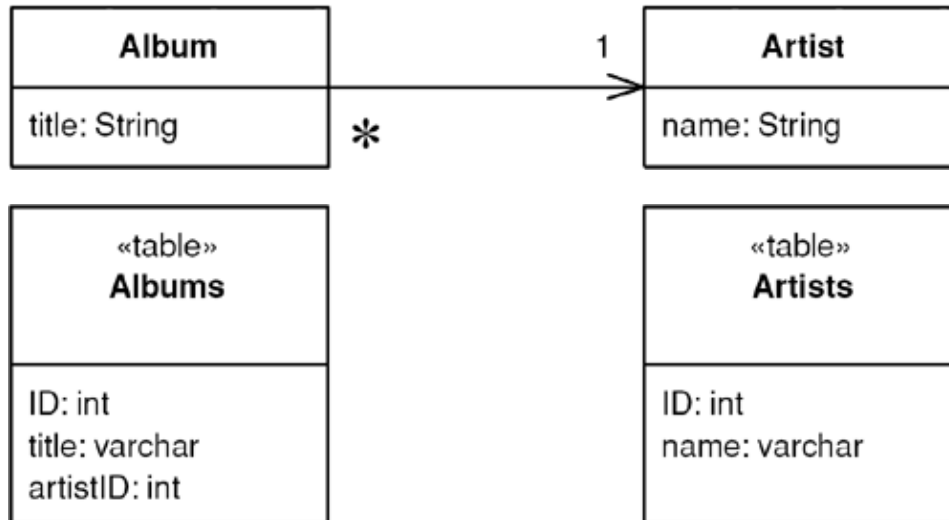 Album
title: String
*
1
Artist
name: String
«table»
Albums
ID: int
title: varchar
artistID: int
«table»
Artists
ID: int
name: varchar